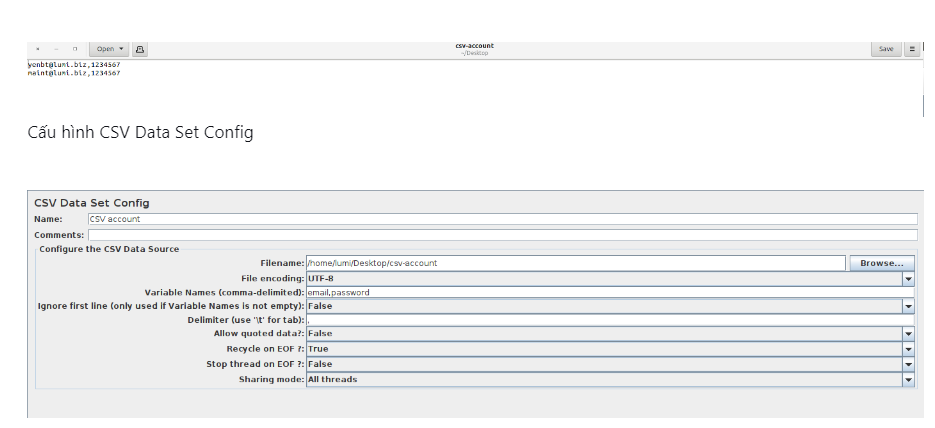 Open
csv-account
~/Desktop
Save
yenbt@lumi.biz,1234567
maint@lumi.biz,1234567
Cấu hình CSV Data Set Config
CSV Data Set Config
Name: CSV account
Comments:
Configure the CSV Data Source
Filename: /home/lumi/Desktop/csv-account Browse...
File encoding: UTF-8
Variable Names (comma-delimited): email,password
Ignore first line (only used if Variable Names is not empty): False
Delimiter (use '\t' for tab): ,
Allow quoted data?: False
Recycle on EOF ?: True
Stop thread on EOF ?: False
Sharing mode: All threads